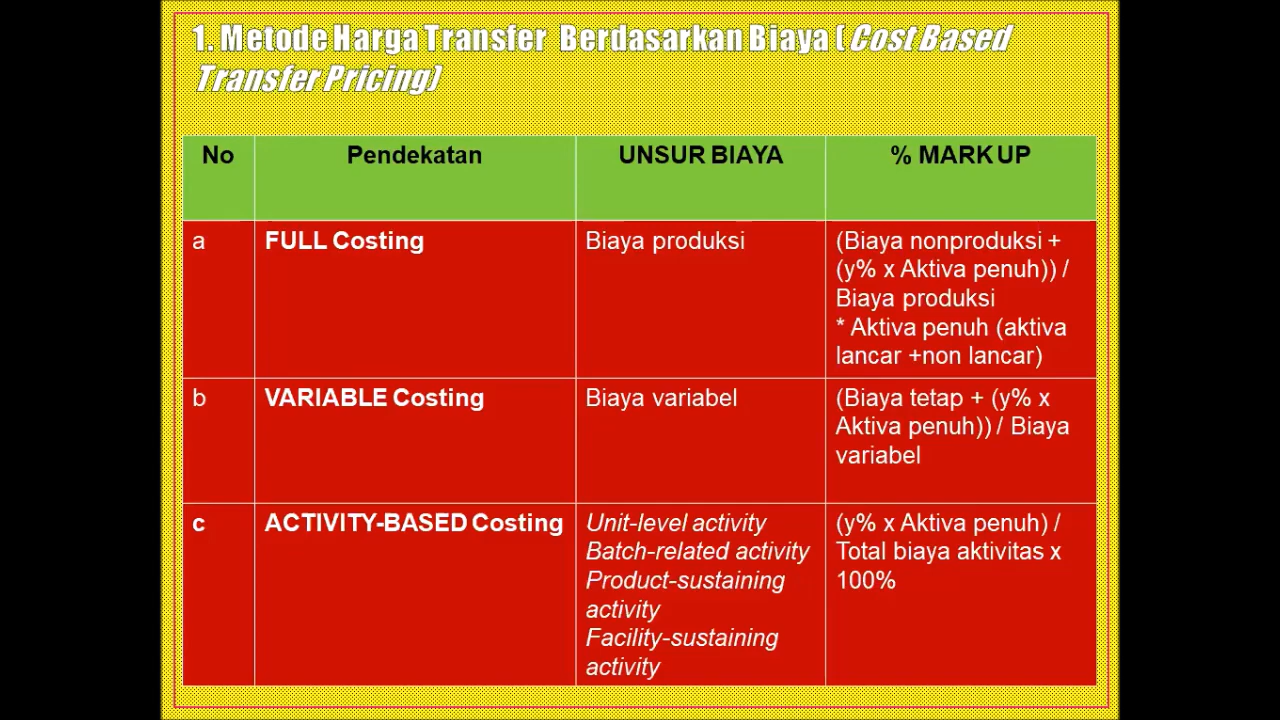 1. Metode Harga Transfer Berdasarkan Biaya (Cost Based
Transfer Pricing)
No Pendekatan UNSUR BIAYA % MARK UP
a FULL Costing Biaya produksi (Biaya nonproduksi +
(y% x Aktiva penuh)) /
Biaya produksi
* Aktiva penuh (aktiva
lancar +non lancar)
b VARIABLE Costing Biaya variabel (Biaya tetap + (y% x
Aktiva penuh)) / Biaya
variabel
c ACTIVITY-BASED Costing Unit-level activity (y% x Aktiva penuh) /
Batch-related activity Total biaya aktivitas x
Product-sustaining 100%
activity
Facility-sustaining
activity